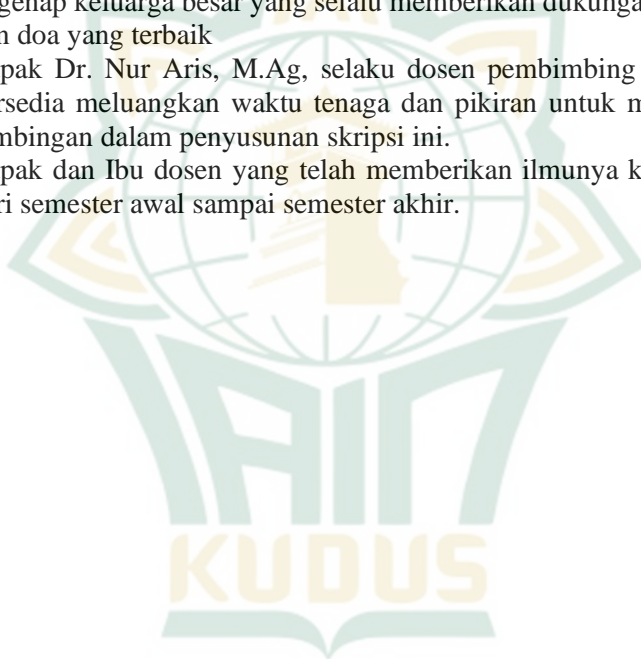 genap keluarga besar yang selalu memberikan dukunga
n doa yang terbaik
pak Dr. Nur Aris, M.Ag, selaku dosen pembimbing
rsedia meluangkan waktu tenaga dan pikiran untuk m
mbingan dalam penyusunan skripsi ini.
pak dan Ibu dosen yang telah memberikan ilmunya k
ri semester awal sampai semester akhir.
IAIN
KUDUS